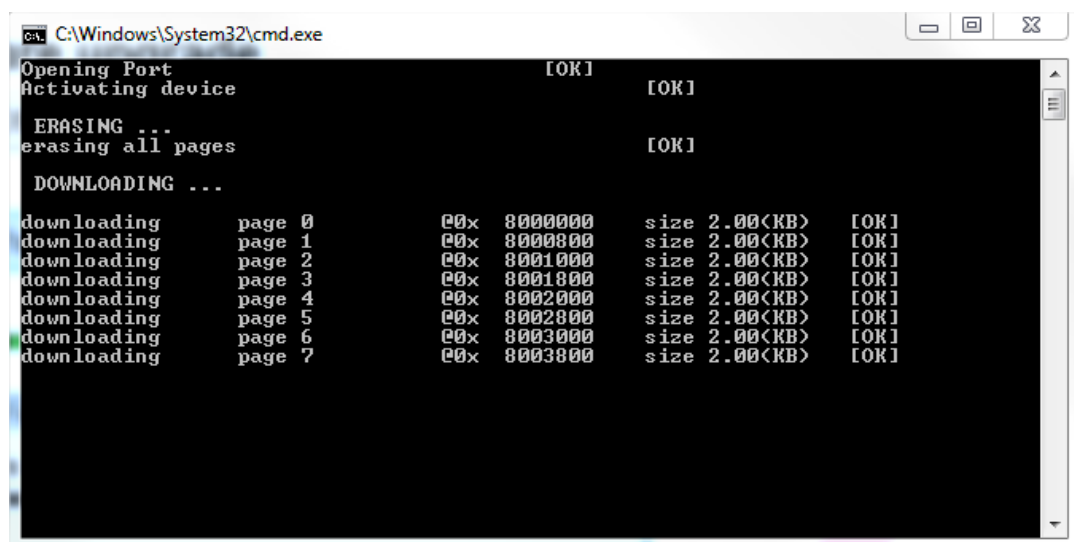 C:\Windows\System32\cmd.exe
Opening Port [OK]
Activating device [OK]
ERASING ...
erasing all pages [OK]
DOWNLOADING ...
downloading page 0 @0x 8000000 size 2.00(KB) [OK]
downloading page 1 @0x 8000800 size 2.00(KB) [OK]
downloading page 2 @0x 8001000 size 2.00(KB) [OK]
downloading page 3 @0x 8001800 size 2.00(KB) [OK]
downloading page 4 @0x 8002000 size 2.00(KB) [OK]
downloading page 5 @0x 8002800 size 2.00(KB) [OK]
downloading page 6 @0x 8003000 size 2.00(KB) [OK]
downloading page 7 @0x 8003800 size 2.00(KB) [OK]